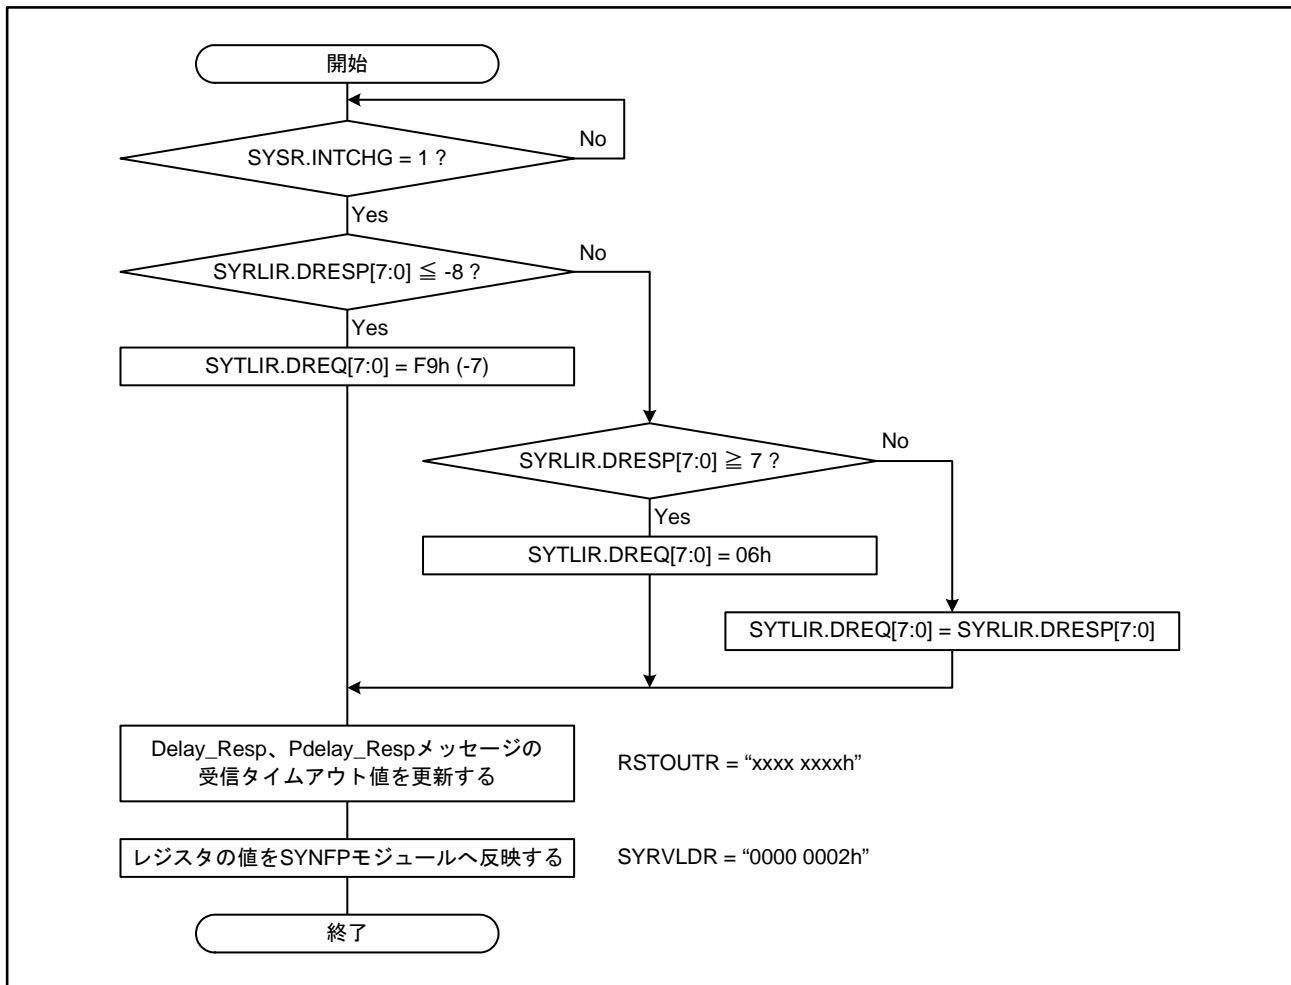 開始
SYSR.INTCHG = 1 ?
No
Yes
SYRLIR.DRESP[7:0] ≦ -8 ?
No
Yes
SYTLIR.DREQ[7:0] = F9h (-7)
SYRLIR.DRESP[7:0] ≧ 7 ?
No
Yes
SYTLIR.DREQ[7:0] = 06h
SYTLIR.DREQ[7:0] = SYRLIR.DRESP[7:0]
Delay_Resp、Pdelay_Respメッセージの
受信タイムアウト値を更新する
RSTOUTR = “xxxx xxxxh”
レジスタの値をSYNFPモジュールへ反映する
SYRVLDR = “0000 0002h”
終了